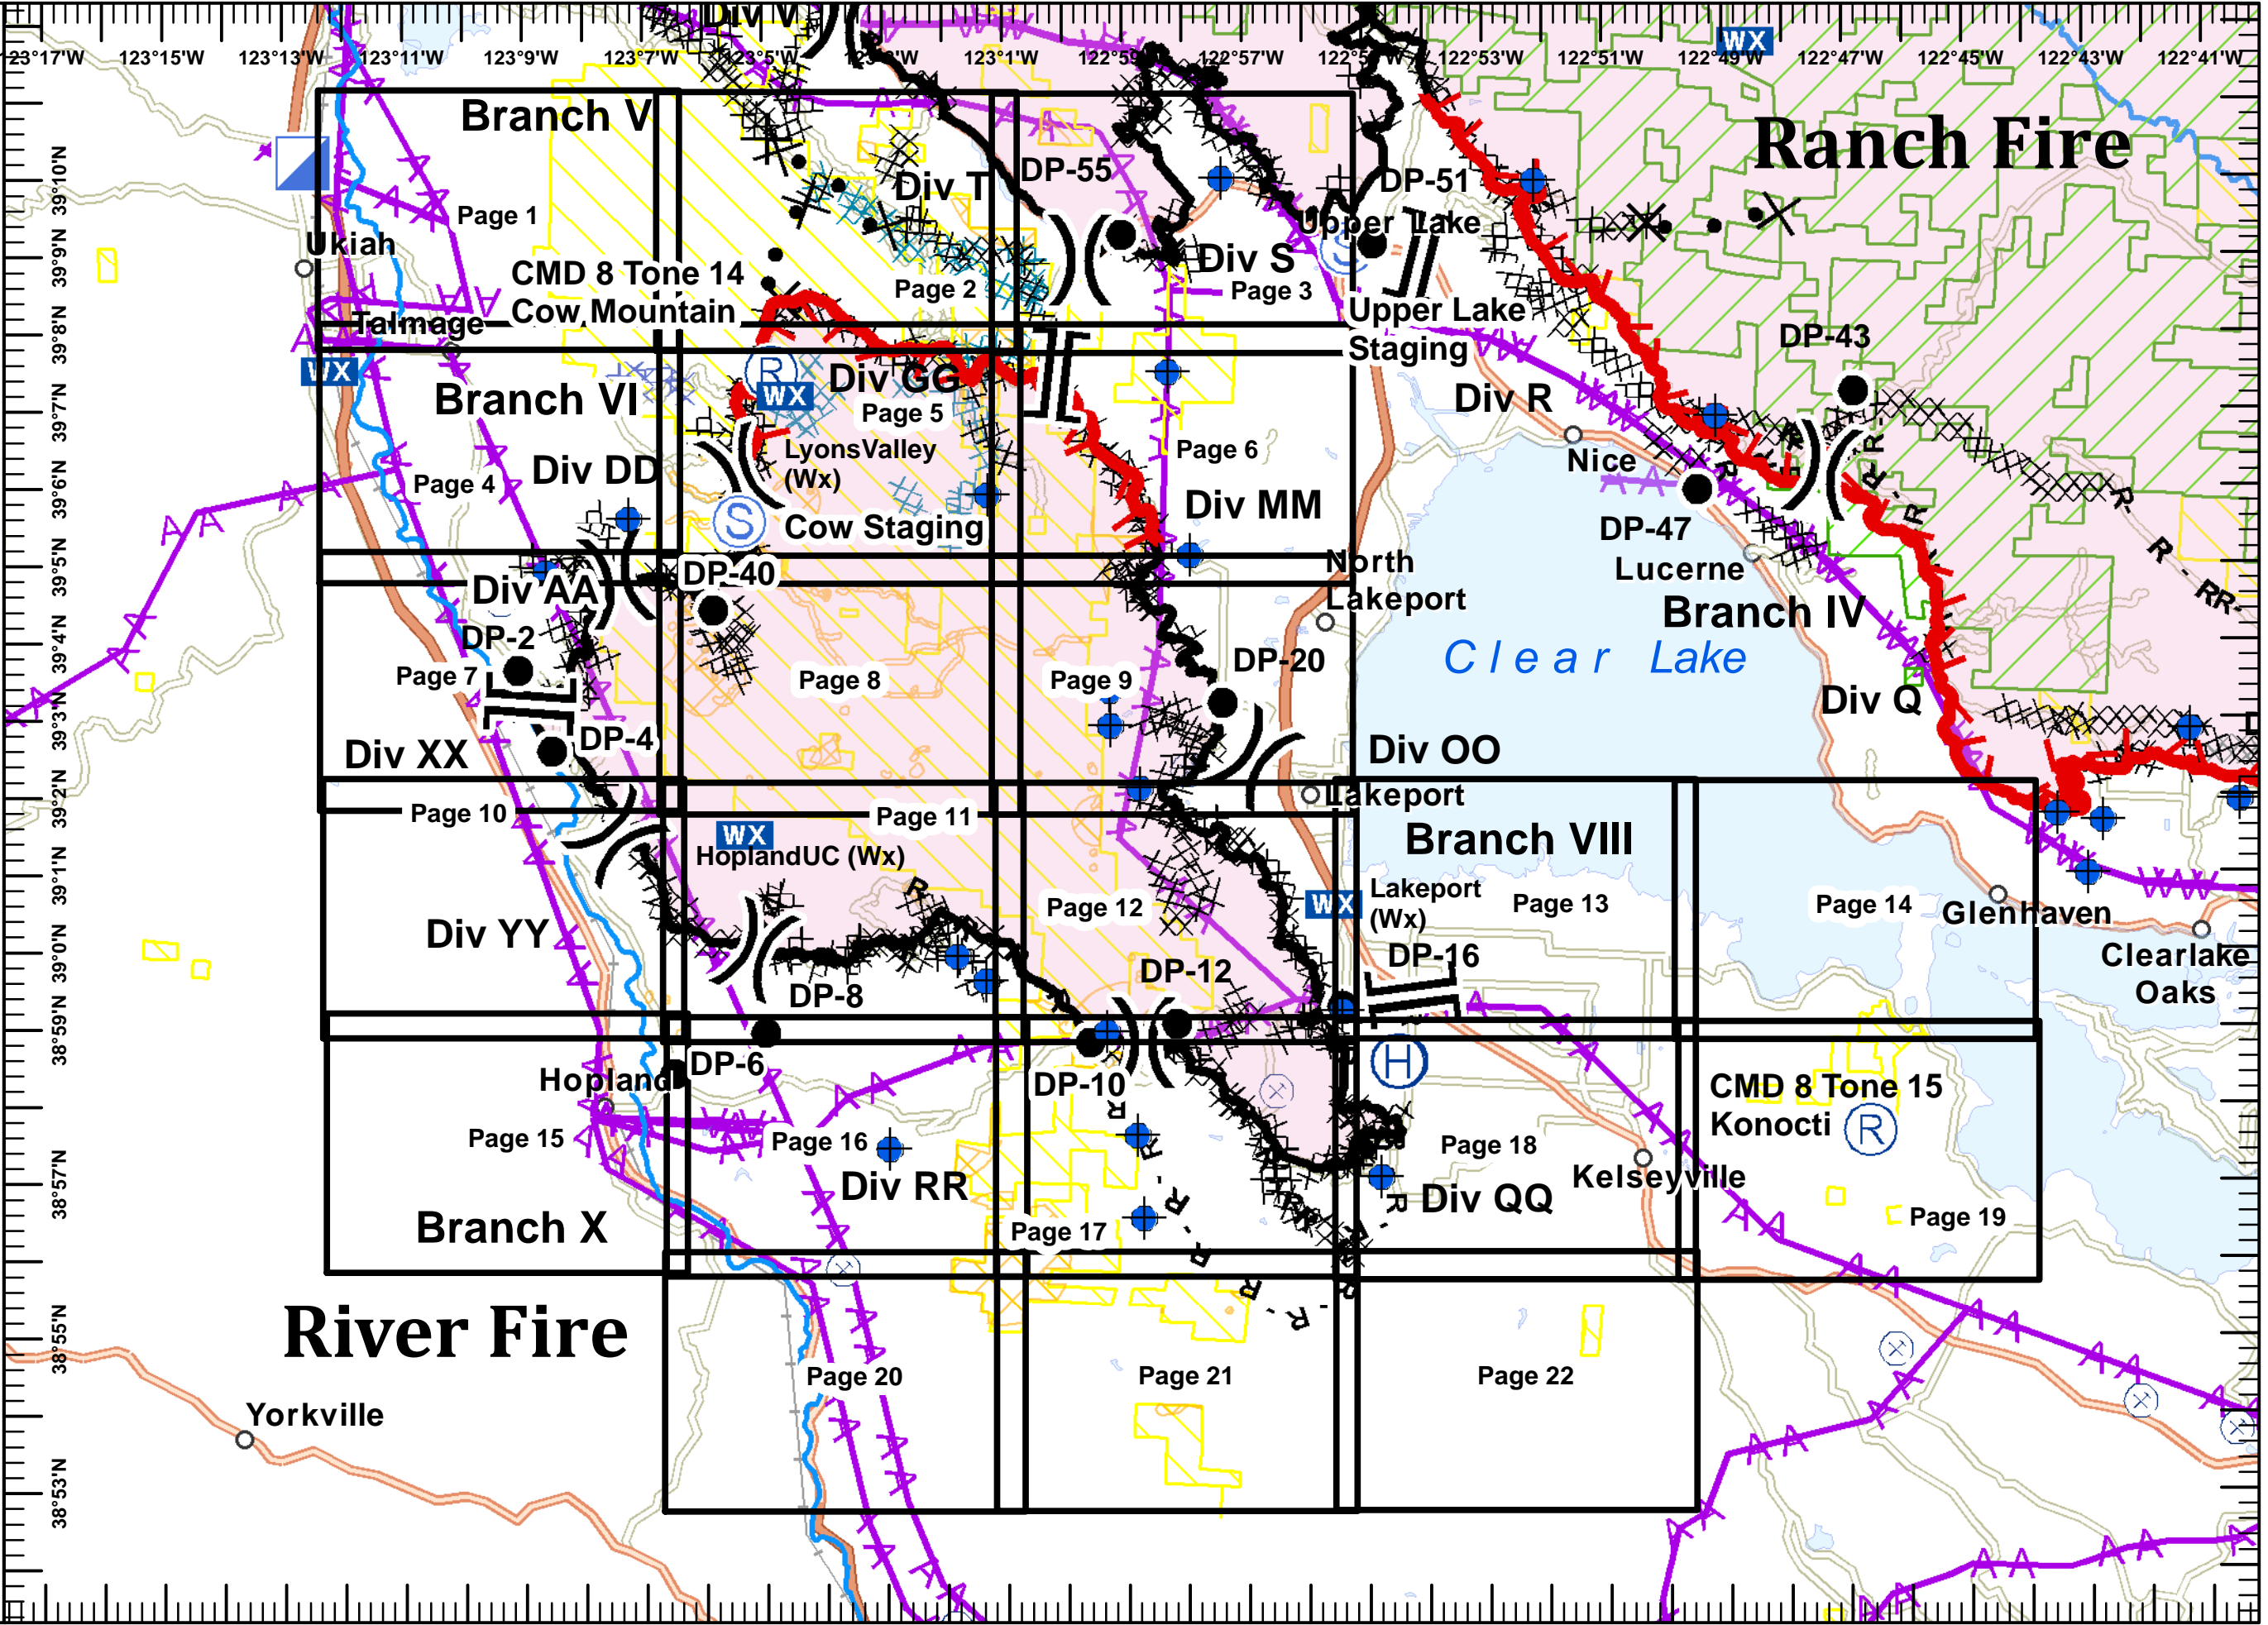 Div V
123°17'W 123°15'W 123°13'W 123°11'W 123°9'W 123°7'W 123°5'W 123°1'W 122°57'W 122°53'W 122°51'W 122°49'W 122°47'W 122°45'W 122°43'W 122°41'W
WX
Branch V
Ranch Fire
39°10'N
DP-55
DP-51
Div T
Page 1
Upper Lake
Ukiah
39°9'N
Div S
CMD 8 Tone 14
Cow Mountain
Page 2
Page 3
Upper Lake
Staging
Talmage
39°8'N
DP-43
WX
R
WX
Div GG
Branch VI
Page 5
Div R
39°7'N
LyonsValley
(Wx)
Page 6
Nice
Div DD
Page 4
39°6'N
Div MM
S
Cow Staging
DP-47
39°5'N
DP-40
North
Lakeport
Lucerne
Div AA
Branch IV
DP-2
39°4'N
Clear Lake
DP-20
Page 7
Page 8
Page 9
Div Q
39°3'N
DP-4
Div XX
Div OO
39°2'N
Lakeport
Page 10
Page 11
WX
HoplandUC (Wx)
Branch VIII
39°1'N
WX
Lakeport
(Wx)
Page 12
Page 13
Page 14
Glenhaven
Div YY
39°0'N
DP-16
Clearlake
Oaks
DP-12
DP-8
38°59'N
DP-6
H
Hopland
DP-10
CMD 8 Tone 15
Konocti
R
Page 15
Page 16
Page 18
38°57'N
Kelseyville
Div RR
Div QQ
Branch X
Page 17
Page 19
River Fire
38°55'N
Page 20
Page 21
Page 22
Yorkville
38°53'N